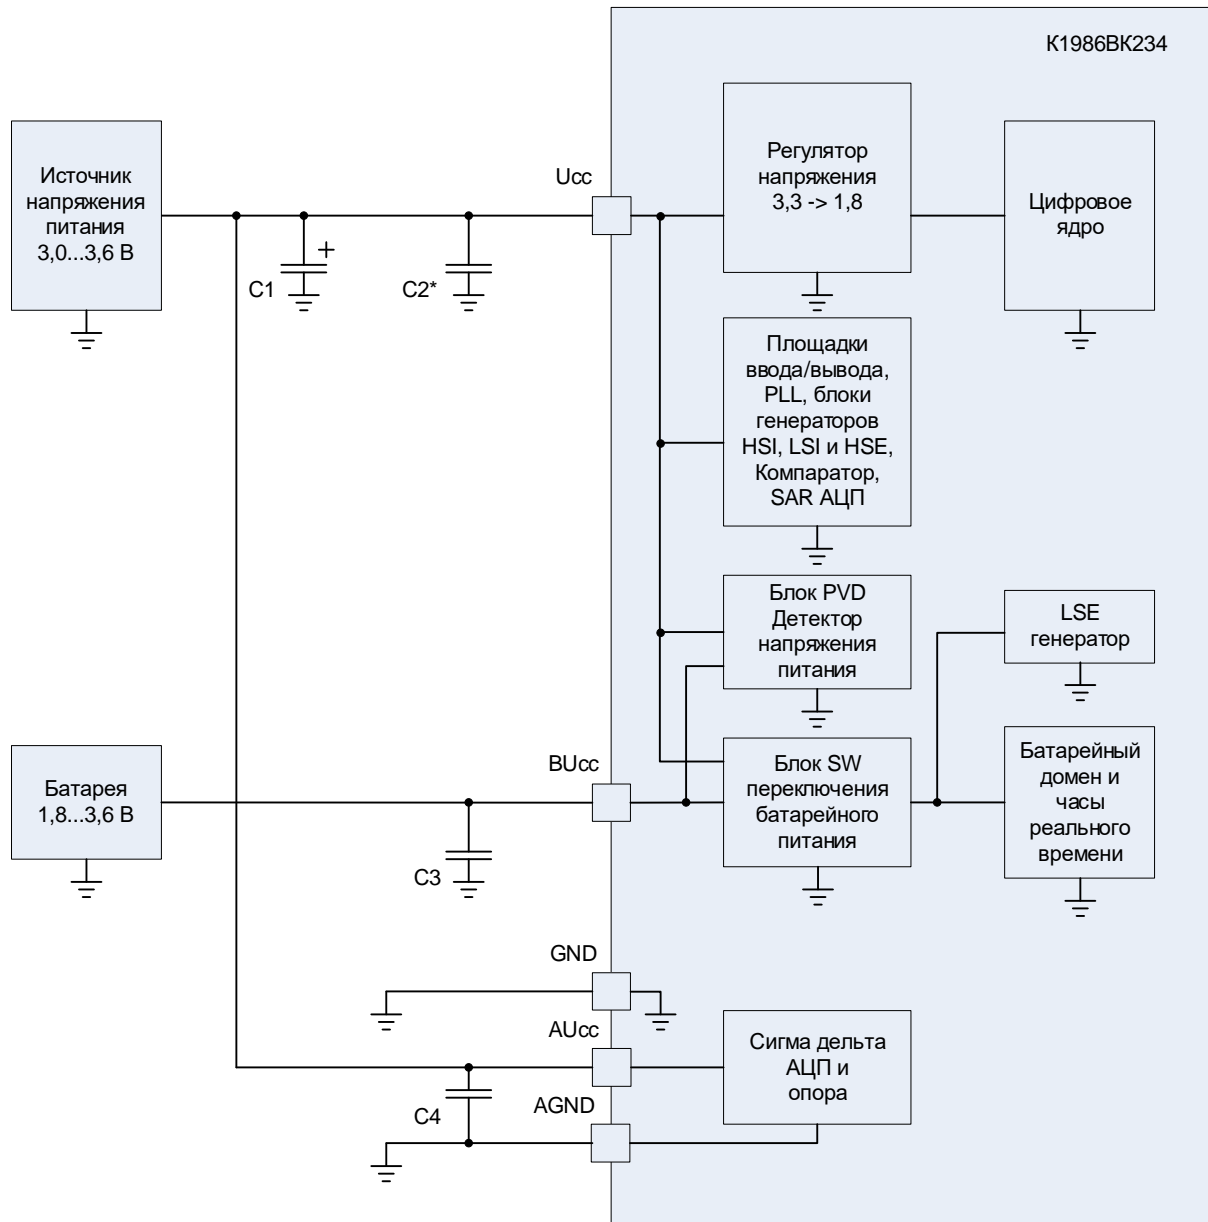 К1986ВК234
Источник
напряжения
питания
3,0...3,6 В
Ucc
+
C1
C2*
Регулятор
напряжения
3,3 -> 1,8
Цифровое
ядро
Площадки
ввода/вывода,
PLL, блоки
генераторов
HSI, LSI и HSE,
Компаратор,
SAR АЦП
Блок PVD
Детектор
напряжения
питания
LSE
генератор
Батарея
1,8...3,6 В
BUcc
C3
Блок SW
переключения
батарейного
питания
Батарейный
домен и
часы
реального
времени
GND
AUcc
C4
AGND
Сигма дельта
АЦП и
опора